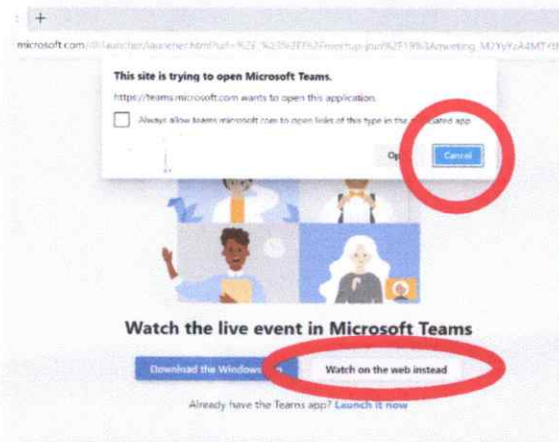 +
microsoft.com
This site is trying to open Microsoft Teams.
https://teams.microsoft.com wants to open this application.
Always allow teams.microsoft.com to open links of this type in the associated app
Cancel
Watch the live event in Microsoft Teams
Download the Windows
Watch on the web instead
Already have the Teams app? Launch it now